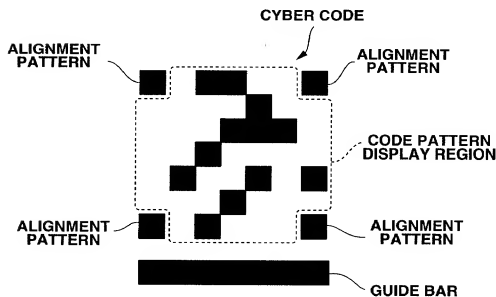 CYBER CODE
ALIGNMENT
PATTERN
ALIGNMENT
PATTERN
CODE PATTERN
DISPLAY REGION
ALIGNMENT
PATTERN
ALIGNMENT
PATTERN
GUIDE BAR